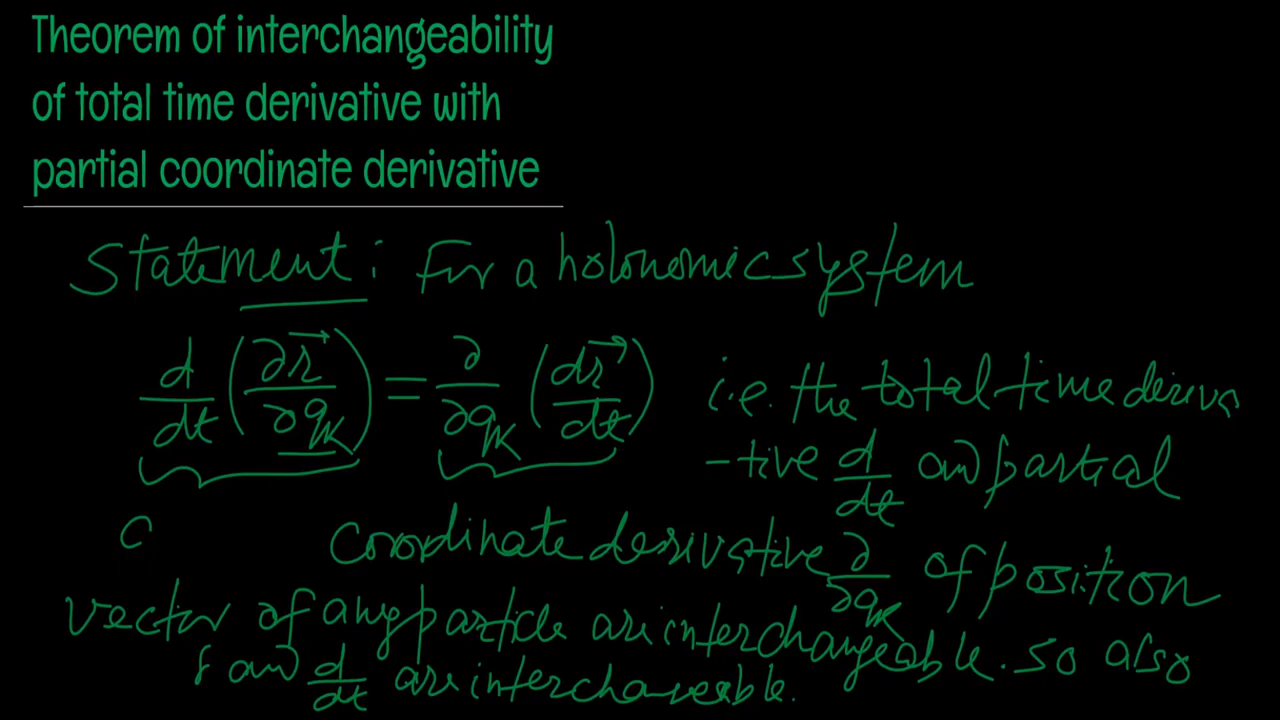 Theorem of interchangeability
of total time derivative with
partial coordinate derivative
Statement : For a holonomic system
d/dt (∂r⃗/∂qₖ) = ∂/∂qₖ (dr⃗/dt) i.e. the total time deriva
-tive d/dt and partial
C Coordinate derivative ∂/∂qₖ of position
vector of any particle are interchangeable. so also
δ and d/dt are interchangeable.